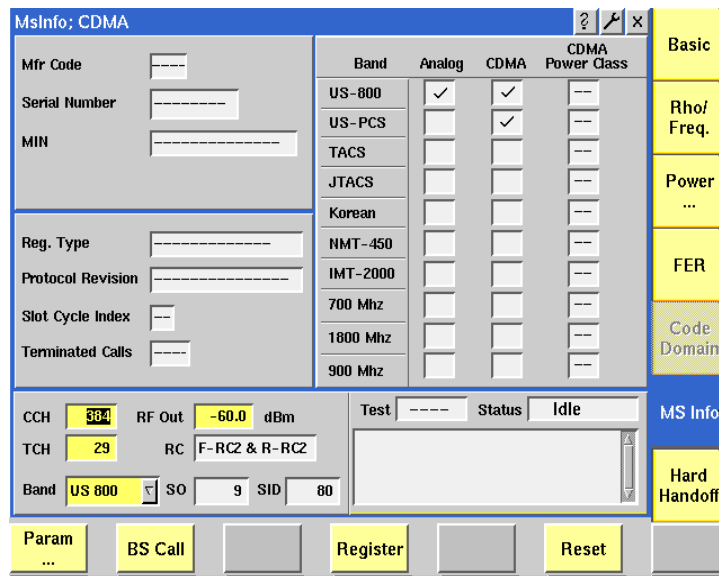 MsInfo; CDMA
? x
Mfr Code ----
Serial Number --------
MIN --------------
Band Analog CDMA CDMA Power Class
US-800 ✓ ✓ --
US-PCS ✓ --
TACS --
JTACS --
Korean --
NMT-450 --
IMT-2000 --
700 Mhz --
1800 Mhz --
900 Mhz --
Reg. Type -------------
Protocol Revision ---------------
Slot Cycle Index --
Terminated Calls ----
CCH 384 RF Out -60.0 dBm
TCH 29 RC F-RC2 & R-RC2
Band US 800 SO 9 SID 80
Test ---- Status Idle
Basic
Rho/
Freq.
Power
...
FER
Code
Domain
MS Info
Hard
Handoff
Param
...
BS Call
Register
Reset